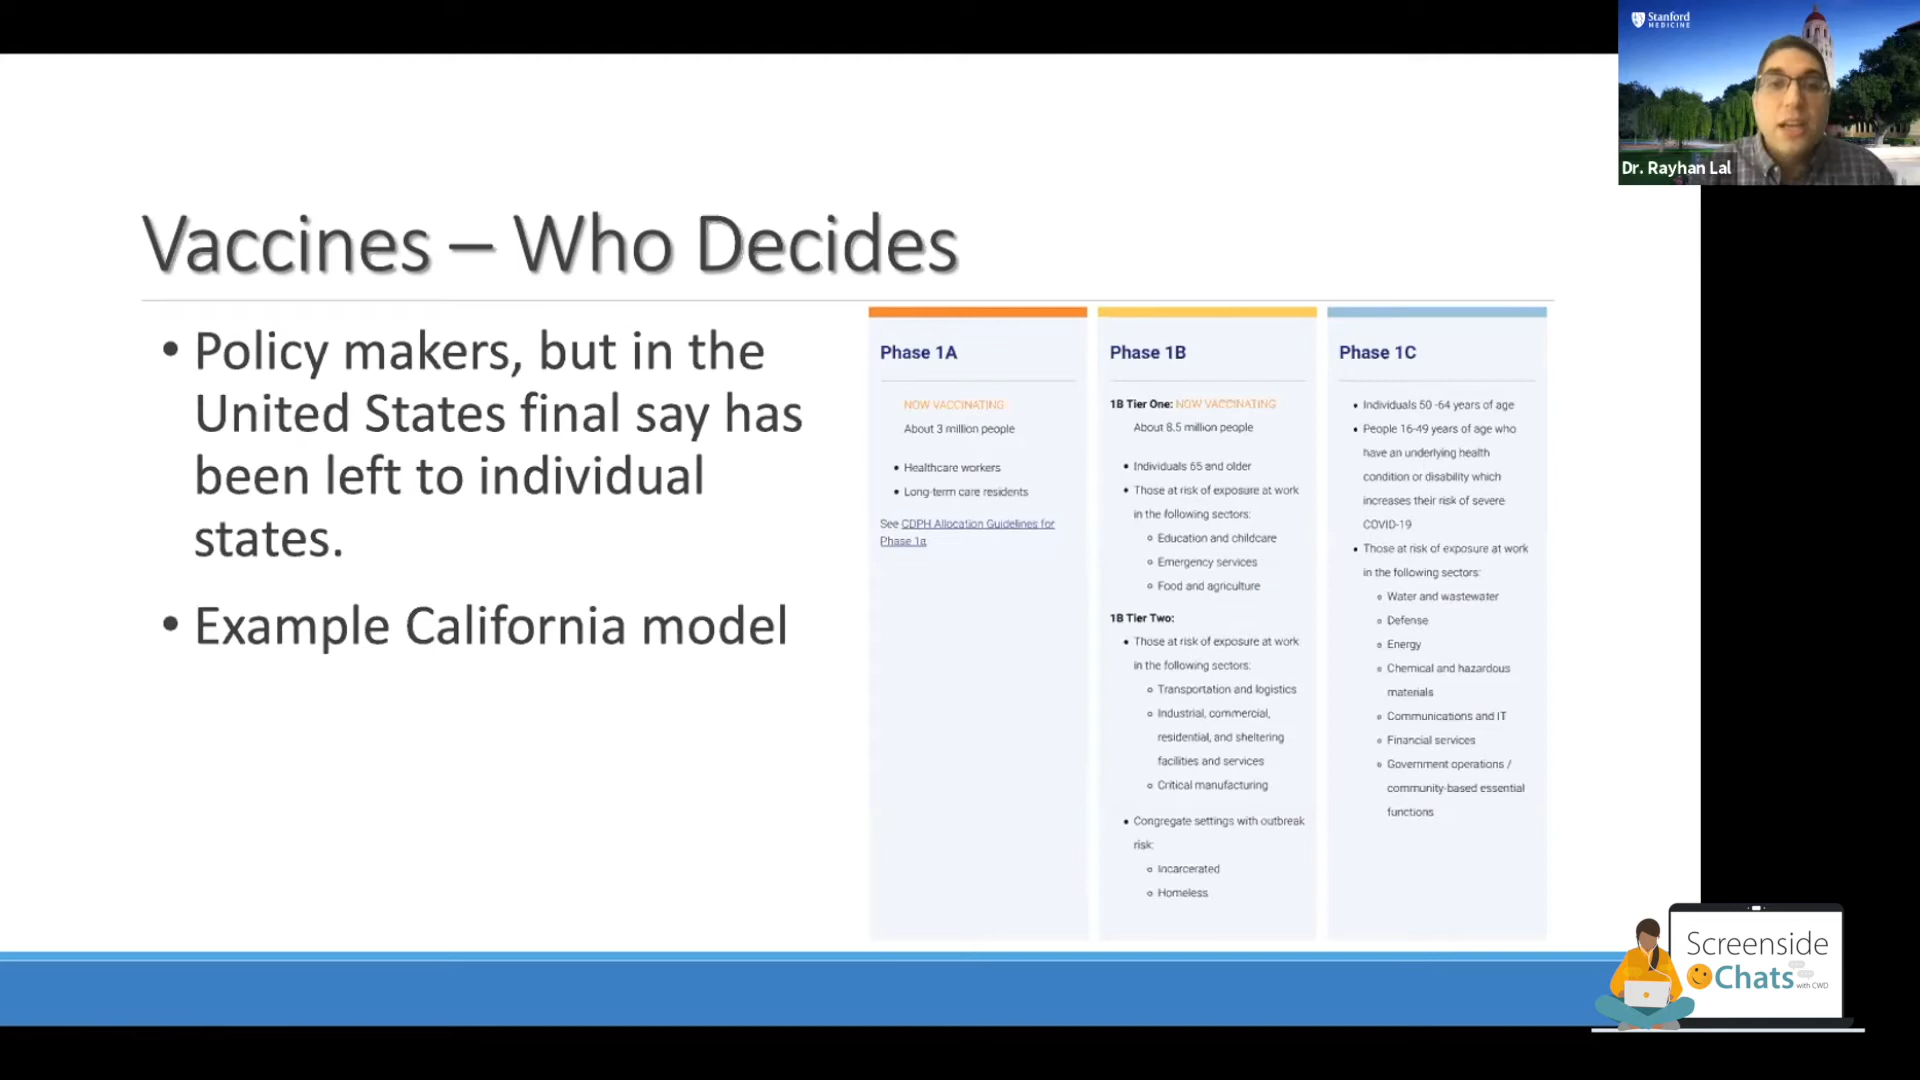 Stanford
MEDICINE
Dr. Rayhan Lal
Vaccines – Who Decides
• Policy makers, but in the
United States final say has
been left to individual
states.
• Example California model
Phase 1A
NOW VACCINATING
About 3 million people
• Healthcare workers
• Long-term care residents
See CDPH Allocation Guidelines for
Phase 1a
Phase 1B
1B Tier One: NOW VACCINATING
About 8.5 million people
• Individuals 65 and older
• Those at risk of exposure at work
in the following sectors:
Education and childcare
Emergency services
Food and agriculture
1B Tier Two:
• Those at risk of exposure at work
in the following sectors:
Transportation and logistics
Industrial, commercial,
residential, and sheltering
facilities and services
Critical manufacturing
• Congregate settings with outbreak
risk:
Incarcerated
Homeless
Phase 1C
• Individuals 50 -64 years of age
• People 16-49 years of age who
have an underlying health
condition or disability which
increases their risk of severe
COVID-19
• Those at risk of exposure at work
in the following sectors:
Water and wastewater
Defense
Energy
Chemical and hazardous
materials
Communications and IT
Financial services
Government operations /
community-based essential
functions
Screenside
Chats with CWD